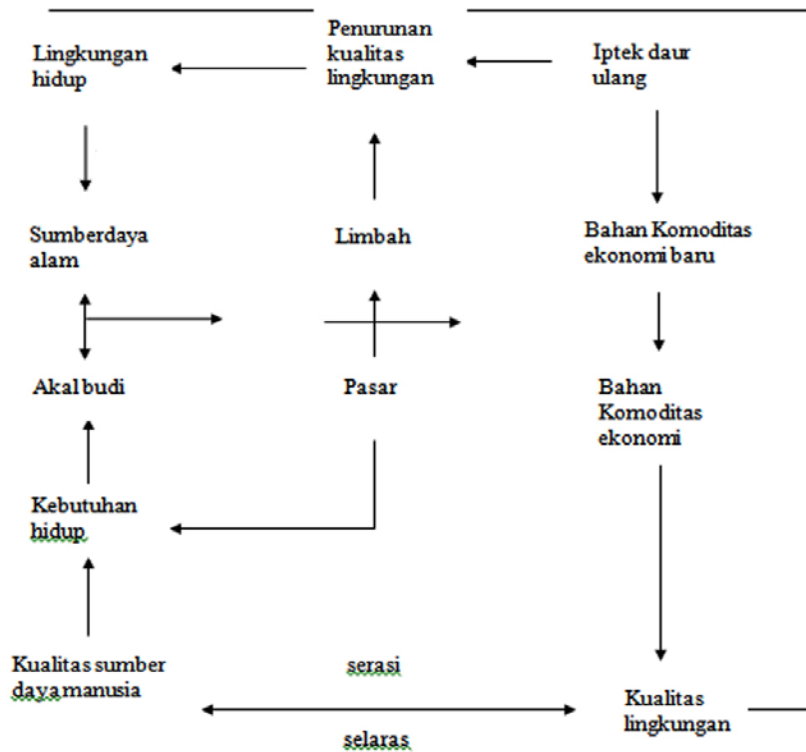 Lingkungan
hidup
Penurunan
kualitas
lingkungan
Iptek daur
ulang
Sumberdaya
alam
Limbah
Bahan Komoditas
ekonomi baru
Akal budi
Pasar
Bahan
Komoditas
ekonomi
Kebutuhan
hidup
Kualitas sumber
daya manusia
serasi
selaras
Kualitas
lingkungan